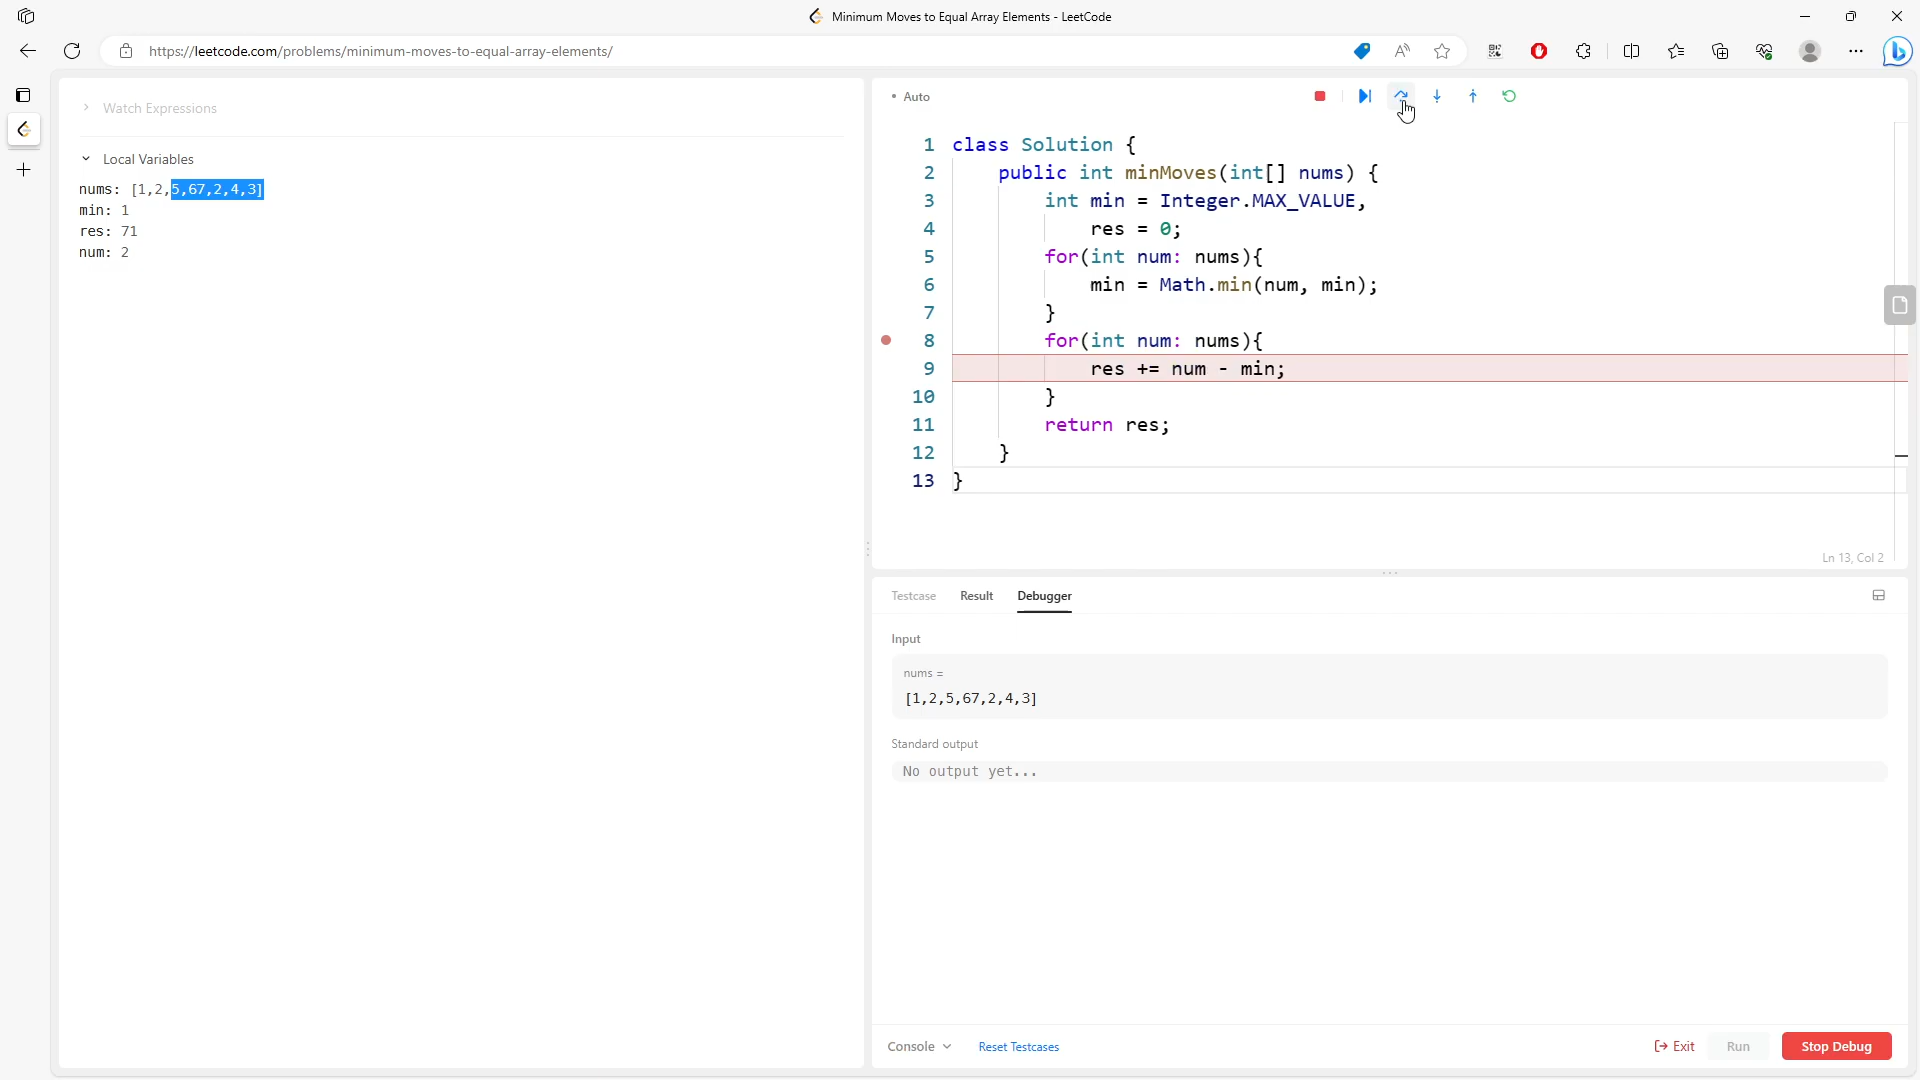 Minimum Moves to Equal Array Elements - LeetCode
https://leetcode.com/problems/minimum-moves-to-equal-array-elements/
Watch Expressions
Local Variables
nums: [1,2,5,67,2,4,3]
min: 1
res: 71
num: 2
Auto
1 class Solution {
2 public int minMoves(int[] nums) {
3 int min = Integer.MAX_VALUE,
4 res = 0;
5 for(int num: nums){
6 min = Math.min(num, min);
7 }
8 for(int num: nums){
9 res += num - min;
10 }
11 return res;
12 }
13 }
Ln 13, Col 2
Testcase Result Debugger
Input
nums =
[1,2,5,67,2,4,3]
Standard output
No output yet...
Console Reset Testcases Exit Run Stop Debug